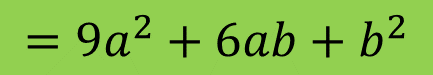 = 9a² + 6ab + b²